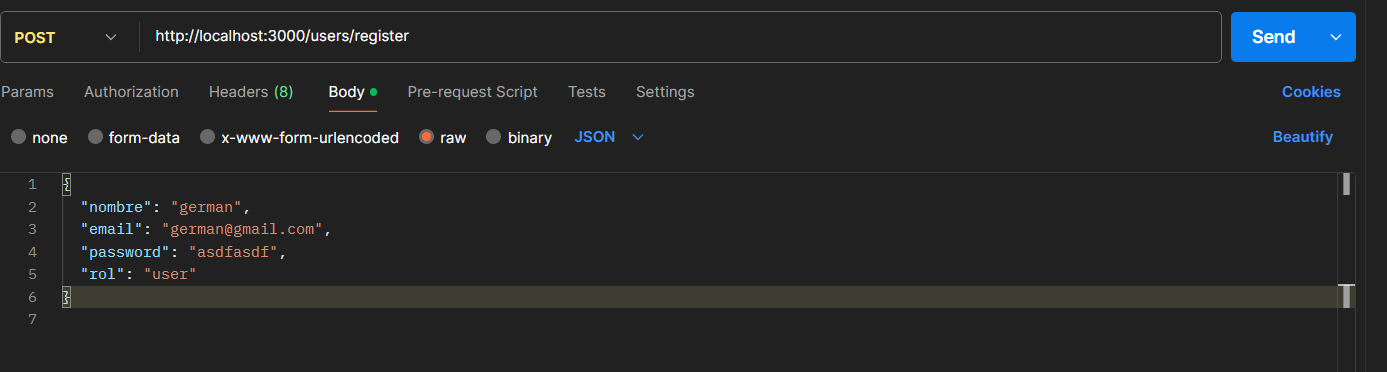 POST http://localhost:3000/users/register Send
Params Authorization Headers (8) Body Pre-request Script Tests Settings Cookies
none form-data x-www-form-urlencoded raw binary JSON Beautify
1 {
2 "nombre": "german",
3 "email": "german@gmail.com",
4 "password": "asdfasdf",
5 "rol": "user"
6 }
7